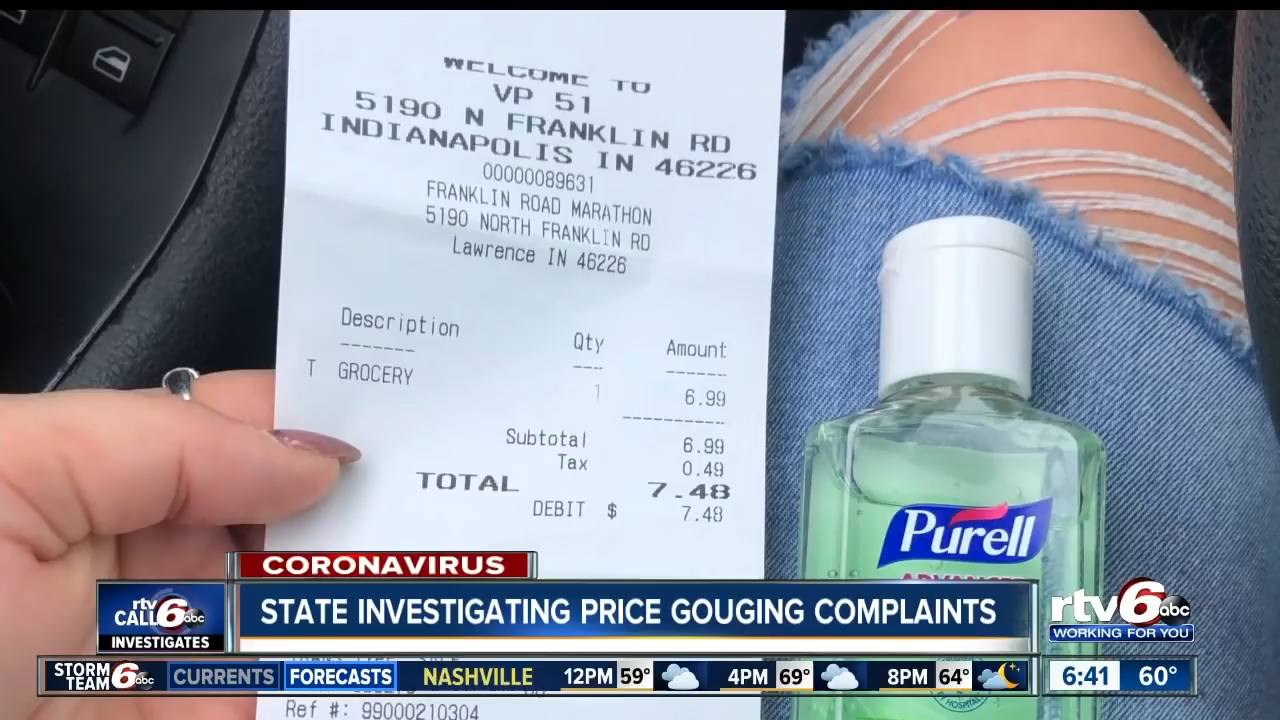 WELCOME TO
VP 51
5190 N FRANKLIN RD
INDIANAPOLIS IN 46226
00000089631
FRANKLIN ROAD MARATHON
5190 NORTH FRANKLIN RD
Lawrence IN 46226
Description Qty Amount
T GROCERY 1 6.99
Subtotal 6.99
Tax 0.49
TOTAL 7.48
DEBIT $ 7.48
Purell
ADVANCED
CORONAVIRUS
rtv6 abc
CALL 6
INVESTIGATES
STATE INVESTIGATING PRICE GOUGING COMPLAINTS
rtv6 abc
WORKING FOR YOU
STORM TEAM 6 abc
CURRENTS FORECASTS NASHVILLE 12PM 59° 4PM 69° 8PM 64°
6:41 60°
Ref #: 99000210304